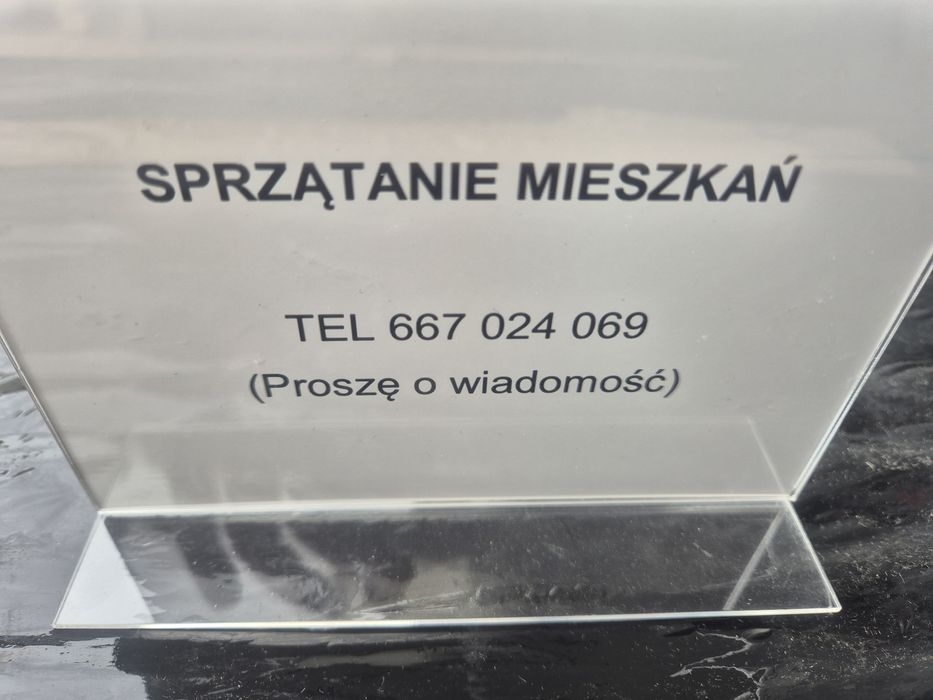 SPRZĄTANIE MIESZKAŃ
TEL 667 024 069
(Proszę o wiadomość)